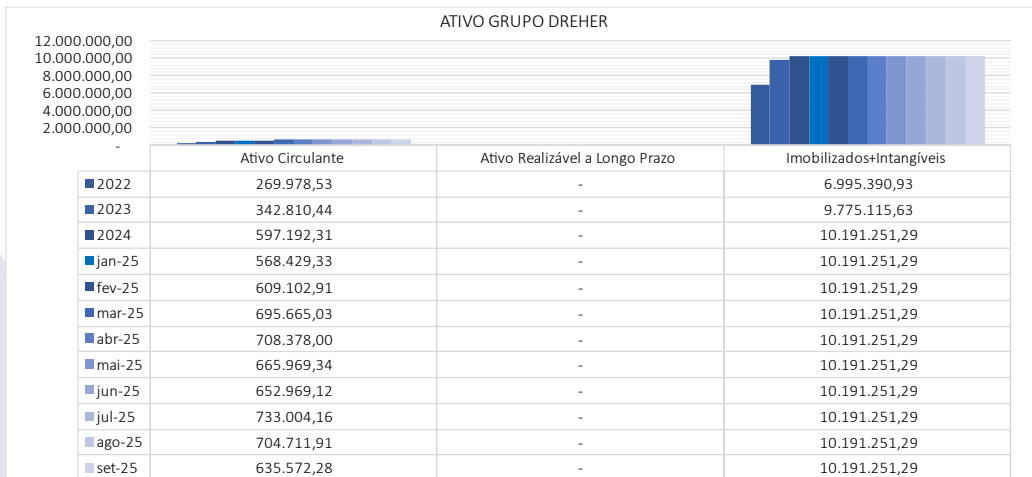 ATIVO GRUPO DREHER
12.000.000,00
10.000.000,00
8.000.000,00
6.000.000,00
4.000.000,00
2.000.000,00
-
Ativo Circulante Ativo Realizável a Longo Prazo Imobilizados+Intangíveis
2022 269.978,53 - 6.995.390,93
2023 342.810,44 - 9.775.115,63
2024 597.192,31 - 10.191.251,29
jan-25 568.429,33 - 10.191.251,29
fev-25 609.102,91 - 10.191.251,29
mar-25 695.665,03 - 10.191.251,29
abr-25 708.378,00 - 10.191.251,29
mai-25 665.969,34 - 10.191.251,29
jun-25 652.969,12 - 10.191.251,29
jul-25 733.004,16 - 10.191.251,29
ago-25 704.711,91 - 10.191.251,29
set-25 635.572,28 - 10.191.251,29